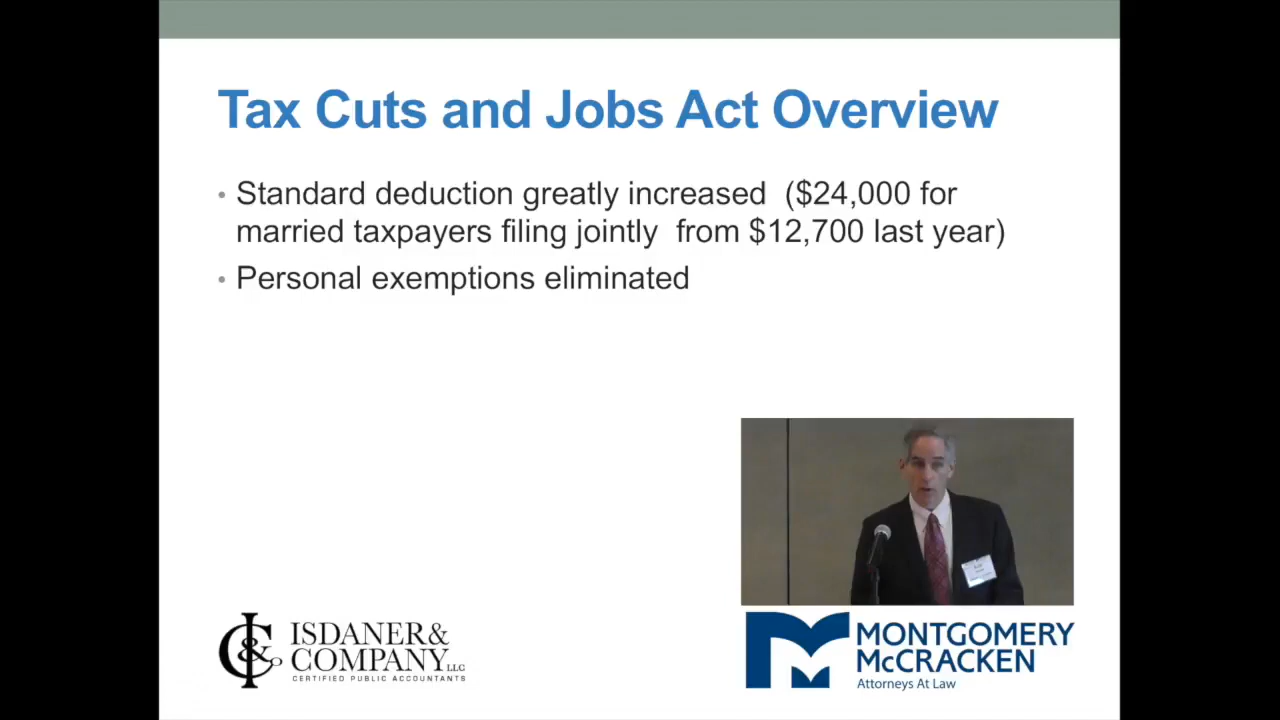 Tax Cuts and Jobs Act Overview
• Standard deduction greatly increased ($24,000 for
married taxpayers filing jointly from $12,700 last year)
• Personal exemptions eliminated
ISDANER &
COMPANY LLC
CERTIFIED PUBLIC ACCOUNTANTS
MONTGOMERY
McCRACKEN
Attorneys At Law